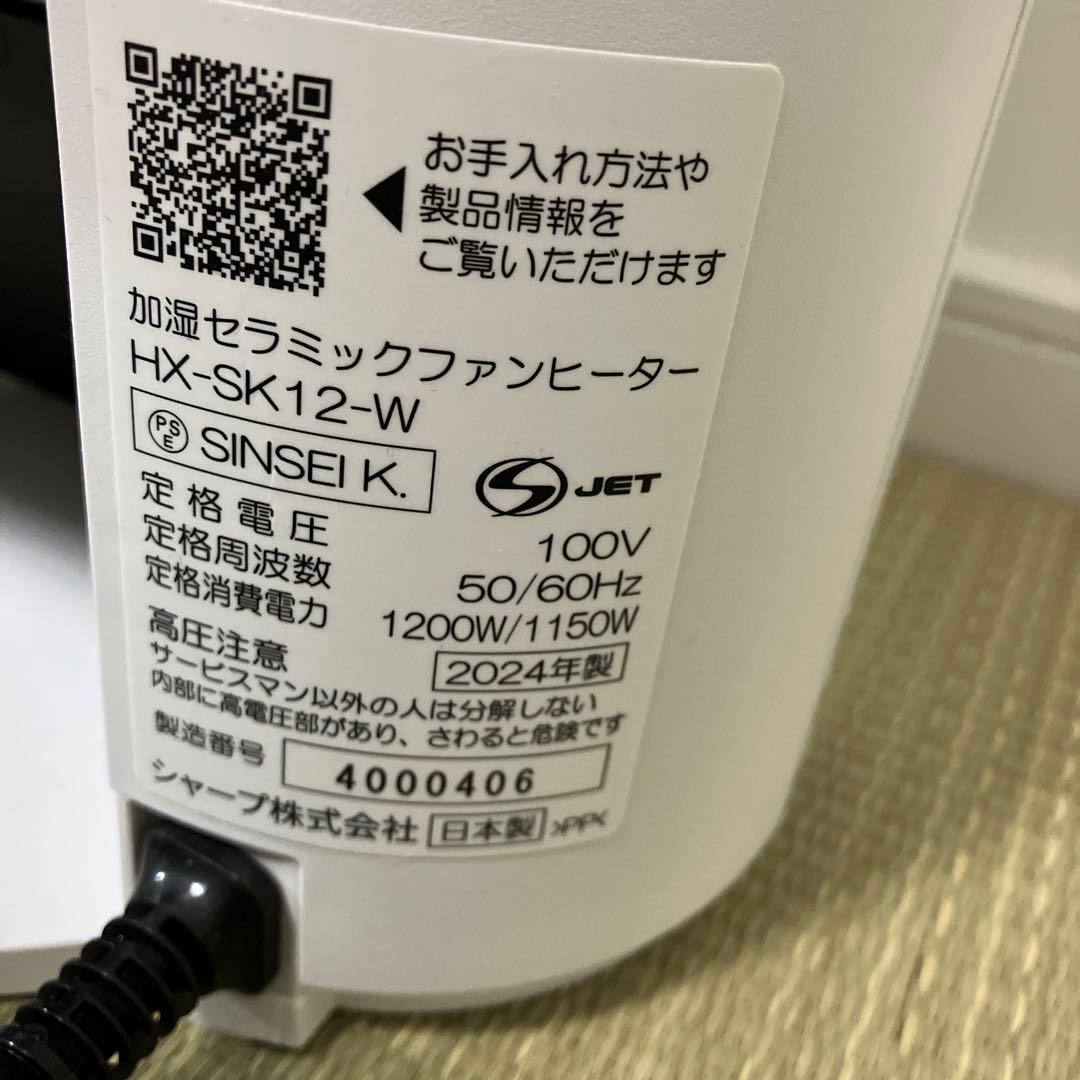 お手入れ方法や
製品情報を
ご覧いただけます
加湿セラミックファンヒーター
HX-SK12-W
PSE SINSEI K.
S JET
定格電圧 100V
定格周波数 50/60Hz
定格消費電力 1200W/1150W
高圧注意 2024年製
サービスマン以外の人は分解しない
内部に高電圧部があり、さわると危険です
製造番号 4000406
シャープ株式会社 日本製 >PP<